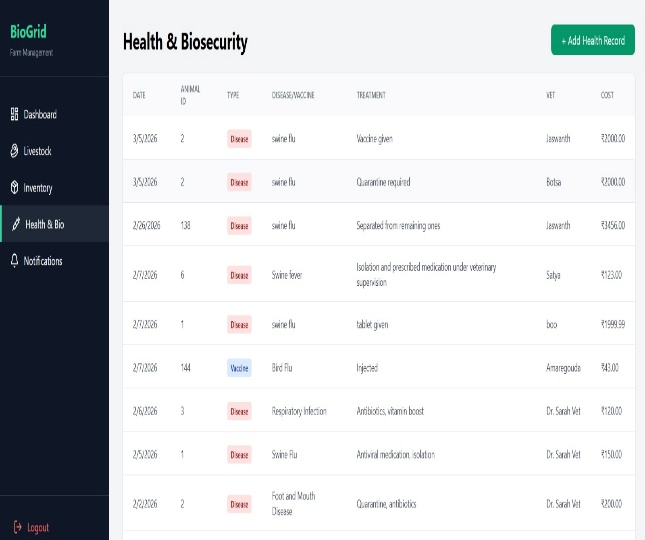 BioGrid
Farm Management
Dashboard
Livestock
Inventory
Health & Bio
Notifications
Logout
Health & Biosecurity
+ Add Health Record
DATE ANIMAL ID TYPE DISEASE/VACCINE TREATMENT VET COST
3/5/2026 2 Disease swine flu Vaccine given Jaswanth ₹2000.00
3/5/2026 2 Disease swine flu Quarantine required Botsa ₹2000.00
2/26/2026 138 Disease swine flu Separated from remaining ones Jaswanth ₹3456.00
2/7/2026 6 Disease Swine fever Isolation and prescribed medication under veterinary supervision Satya ₹123.00
2/7/2026 1 Disease swine flu tablet given boo ₹1999.99
2/7/2026 144 Vaccine Bird Flu Injected Amaregouda ₹43.00
2/6/2026 3 Disease Respiratory Infection Antibiotics, vitamin boost Dr. Sarah Vet ₹120.00
2/5/2026 1 Disease Swine Flu Antiviral medication, isolation Dr. Sarah Vet ₹150.00
2/2/2026 2 Disease Foot and Mouth Disease Quarantine, antibiotics Dr. Sarah Vet ₹200.00